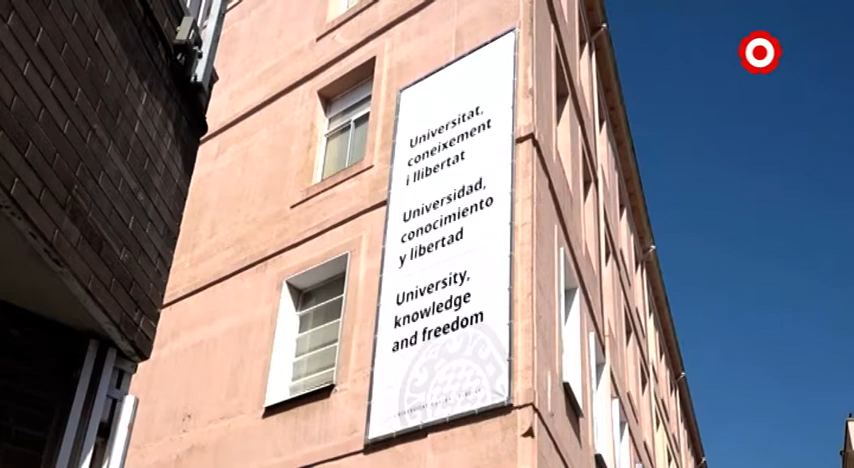 Universitat,
coneixement
i llibertat
Universidad,
conocimiento
y libertad
University,
knowledge
and freedom